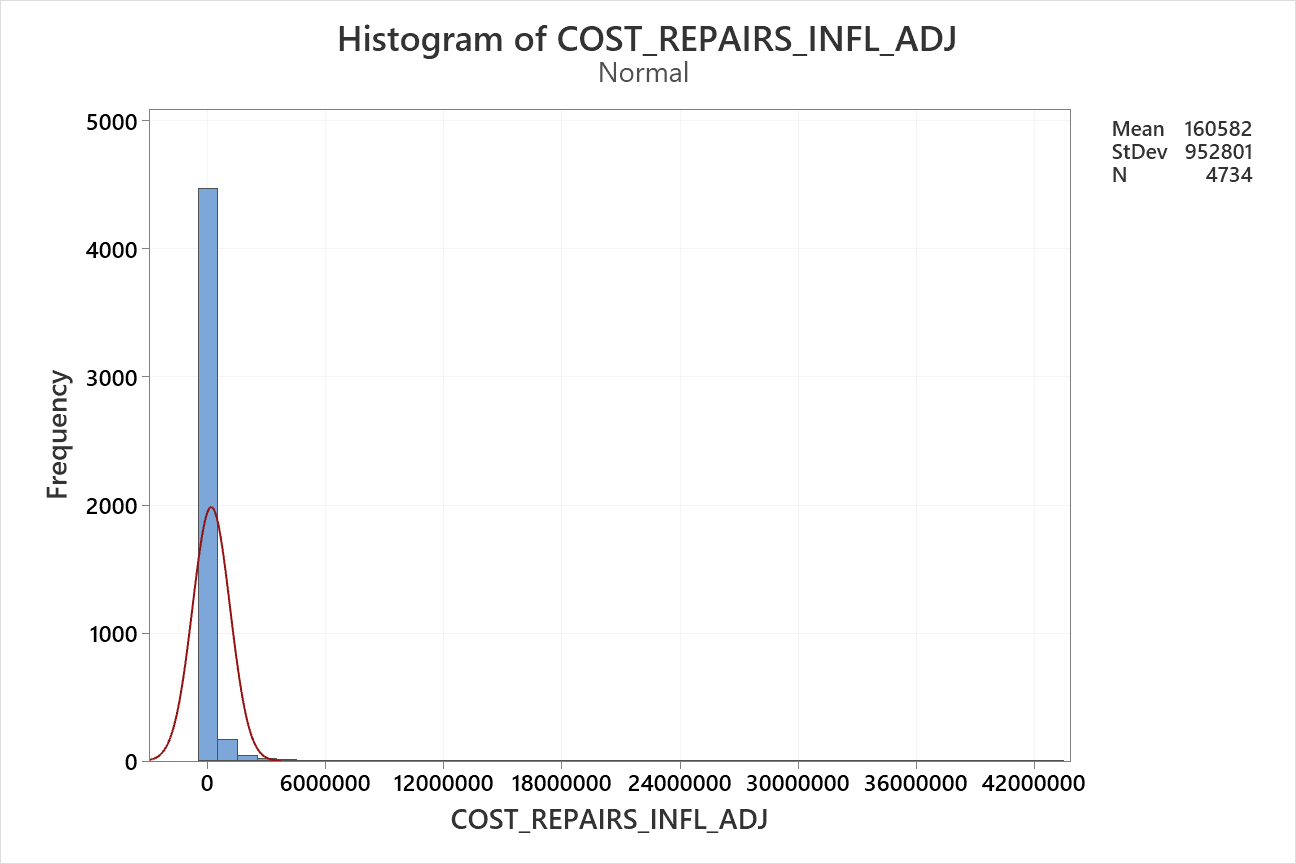 Histogram of COST_REPAIRS_INFL_ADJ
Normal
Mean 160582
StDev 952801
N 4734
5000
4000
3000
2000
1000
0
Frequency
0 6000000 12000000 18000000 24000000 30000000 36000000 42000000
COST_REPAIRS_INFL_ADJ